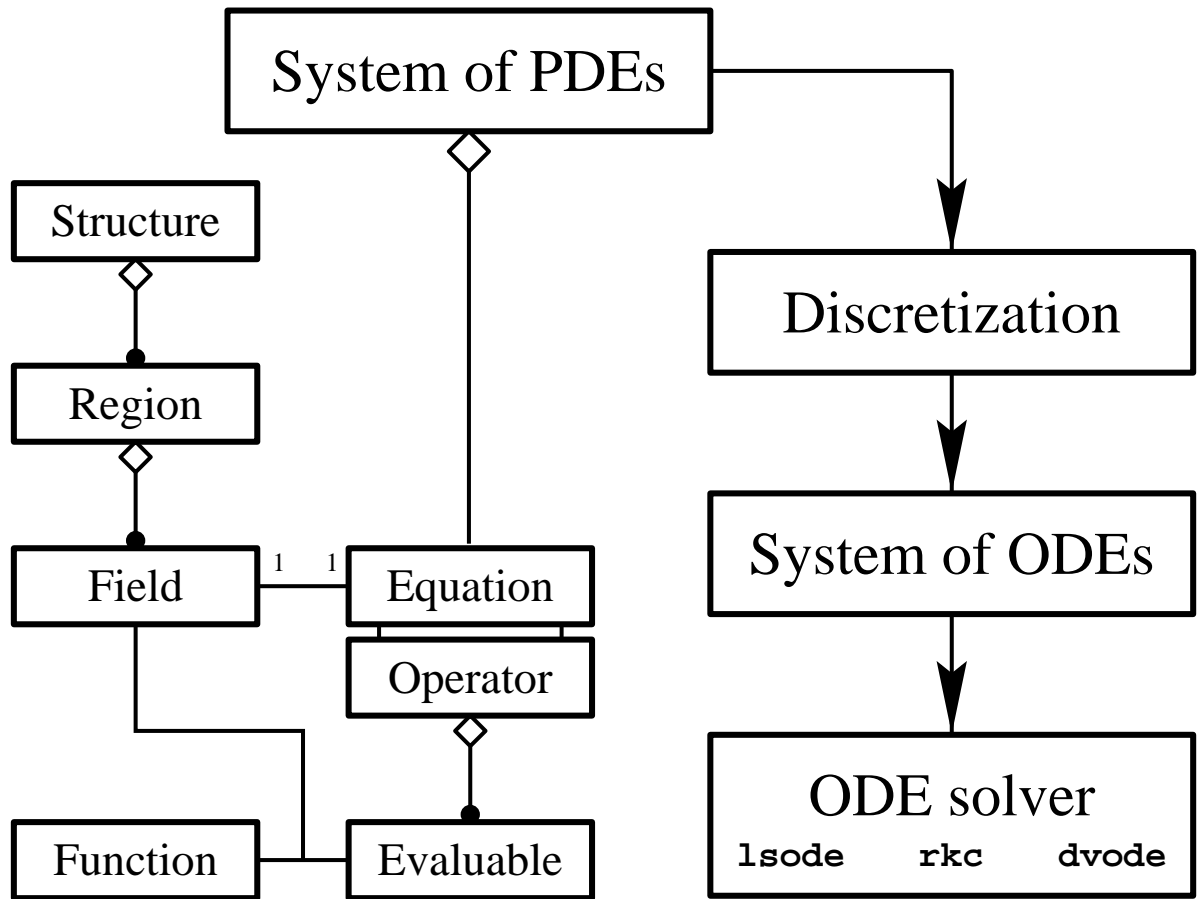 System of PDEs
Structure
Discretization
Region
System of ODEs
Field
1 1
Equation
Operator
ODE solver
lsode rkc dvode
Function
Evaluable